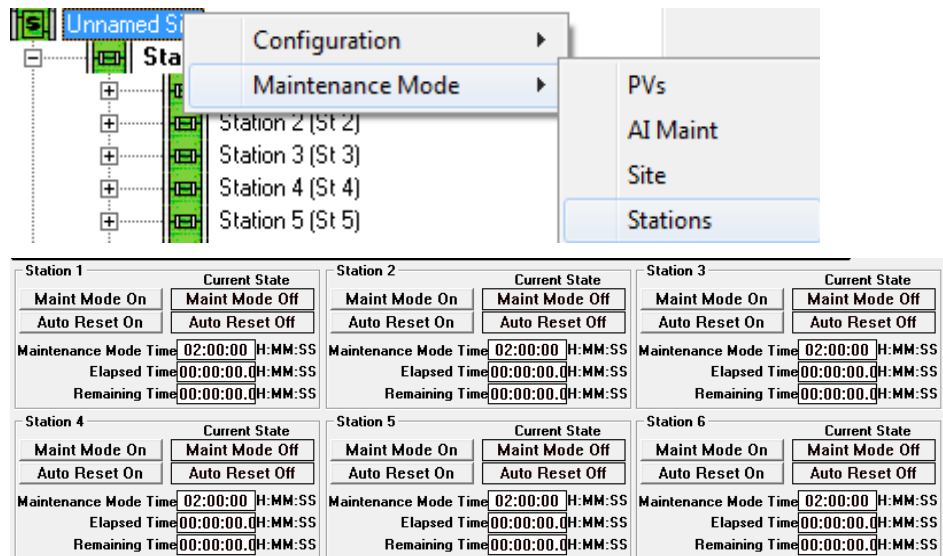 S Unnamed Si
Configuration
Sta
Maintenance Mode
PVs
Station 2 (St 2)
AI Maint
Station 3 (St 3)
Site
Station 4 (St 4)
Station 5 (St 5)
Stations
Station 1
Current State
Maint Mode On Maint Mode Off
Auto Reset On Auto Reset Off
Maintenance Mode Time 02:00:00 H:MM:SS
Elapsed Time 00:00:00.0 H:MM:SS
Remaining Time 00:00:00.0 H:MM:SS
Station 2
Current State
Maint Mode On Maint Mode Off
Auto Reset On Auto Reset Off
Maintenance Mode Time 02:00:00 H:MM:SS
Elapsed Time 00:00:00.0 H:MM:SS
Remaining Time 00:00:00.0 H:MM:SS
Station 3
Current State
Maint Mode On Maint Mode Off
Auto Reset On Auto Reset Off
Maintenance Mode Time 02:00:00 H:MM:SS
Elapsed Time 00:00:00.0 H:MM:SS
Remaining Time 00:00:00.0 H:MM:SS
Station 4
Current State
Maint Mode On Maint Mode Off
Auto Reset On Auto Reset Off
Maintenance Mode Time 02:00:00 H:MM:SS
Elapsed Time 00:00:00.0 H:MM:SS
Remaining Time 00:00:00.0 H:MM:SS
Station 5
Current State
Maint Mode On Maint Mode Off
Auto Reset On Auto Reset Off
Maintenance Mode Time 02:00:00 H:MM:SS
Elapsed Time 00:00:00.0 H:MM:SS
Remaining Time 00:00:00.0 H:MM:SS
Station 6
Current State
Maint Mode On Maint Mode Off
Auto Reset On Auto Reset Off
Maintenance Mode Time 02:00:00 H:MM:SS
Elapsed Time 00:00:00.0 H:MM:SS
Remaining Time 00:00:00.0 H:MM:SS